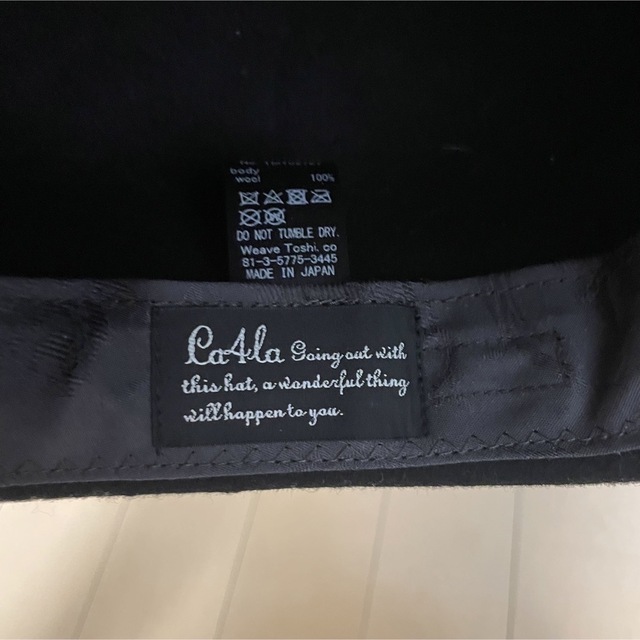 body
wool 100%
DO NOT TUMBLE DRY.
Weave Toshi. co
81-3-5775-3445
MADE IN JAPAN
Ca4la Going out with
this hat, a wonderful thing
will happen to you.